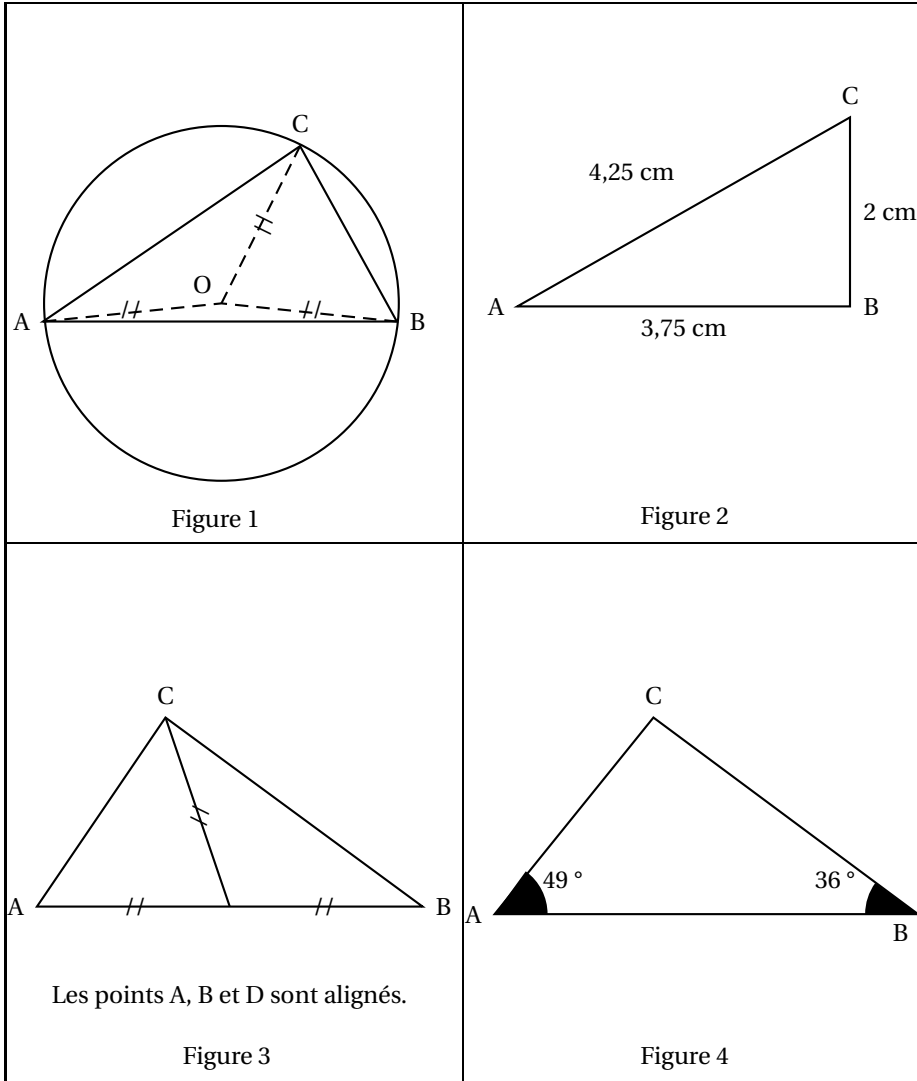 C
O
A
B
Figure 1
C
4,25 cm
2 cm
A
B
3,75 cm
Figure 2
C
A
B
Les points A, B et D sont alignés.
Figure 3
C
49 °
36 °
A
B
Figure 4